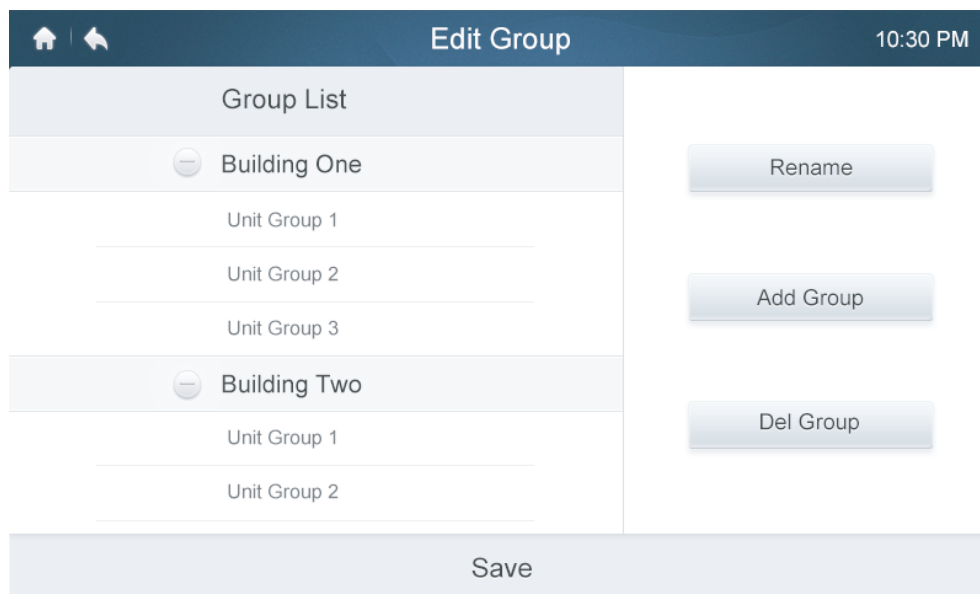 Edit Group
10:30 PM
Group List
Building One
Unit Group 1
Unit Group 2
Unit Group 3
Building Two
Unit Group 1
Unit Group 2
Rename
Add Group
Del Group
Save